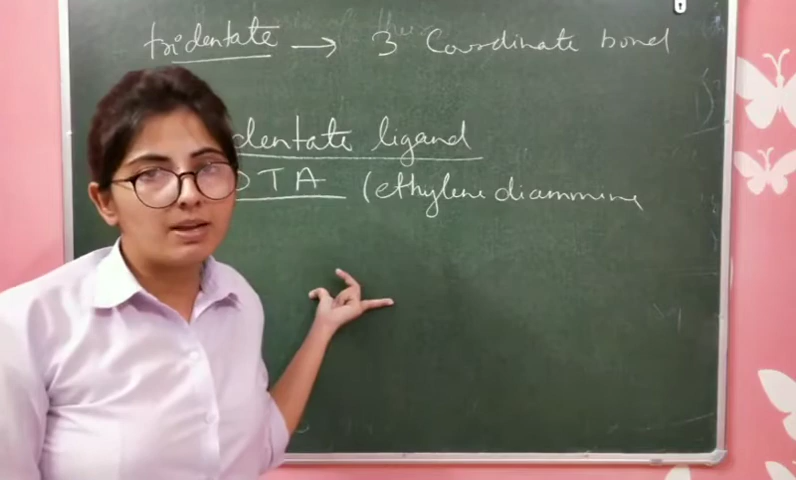 tridentate → 3 Coordinate bond
dentate ligand
DTA (ethylene diammine